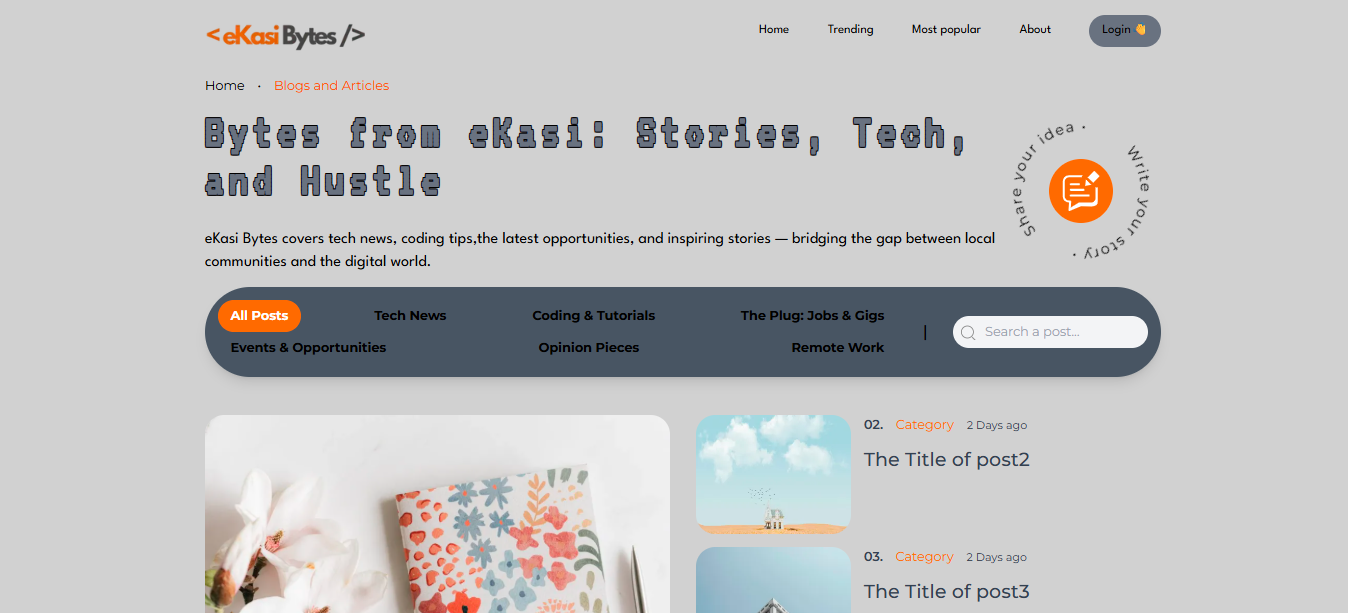 < eKasi Bytes />
Home Trending Most popular About Login 👋
Home · Blogs and Articles
Bytes from eKasi: Stories, Tech,
and Hustle
Share your idea · Write your story ·
eKasi Bytes covers tech news, coding tips,the latest opportunities, and inspiring stories — bridging the gap between local
communities and the digital world.
All Posts Tech News Coding & Tutorials The Plug: Jobs & Gigs
Events & Opportunities Opinion Pieces Remote Work
| Search a post...
02. Category 2 Days ago
The Title of post2
03. Category 2 Days ago
The Title of post3